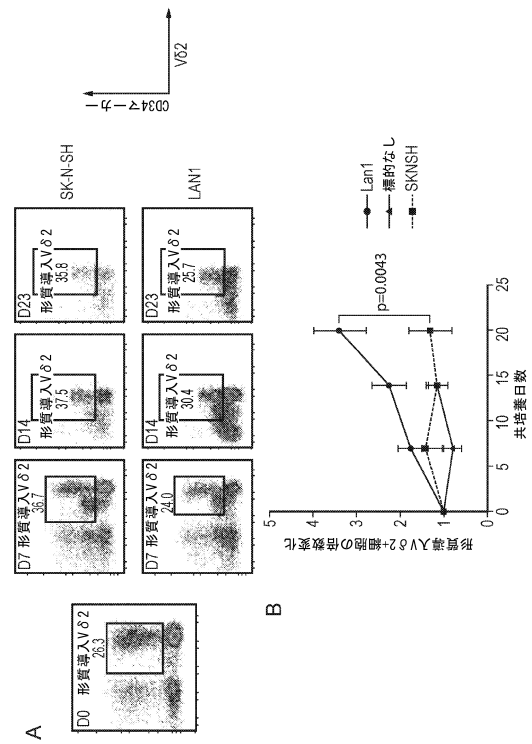 A
D0 形質導入Vδ2
26.3
D7 形質導入Vδ2
36.7
D14 形質導入Vδ2
37.5
D23 形質導入Vδ2
35.8
SK-N-SH
D7 形質導入Vδ2
24.0
D14 形質導入Vδ2
30.4
D23 形質導入Vδ2
25.7
LAN1
CD34マーカー
Vδ2
B
形質導入Vδ2+細胞の倍数変化
5
4
3
2
1
0
0
5
10
15
20
25
共培養日数
p=0.0043
Lan1
標的なし
SKNSH